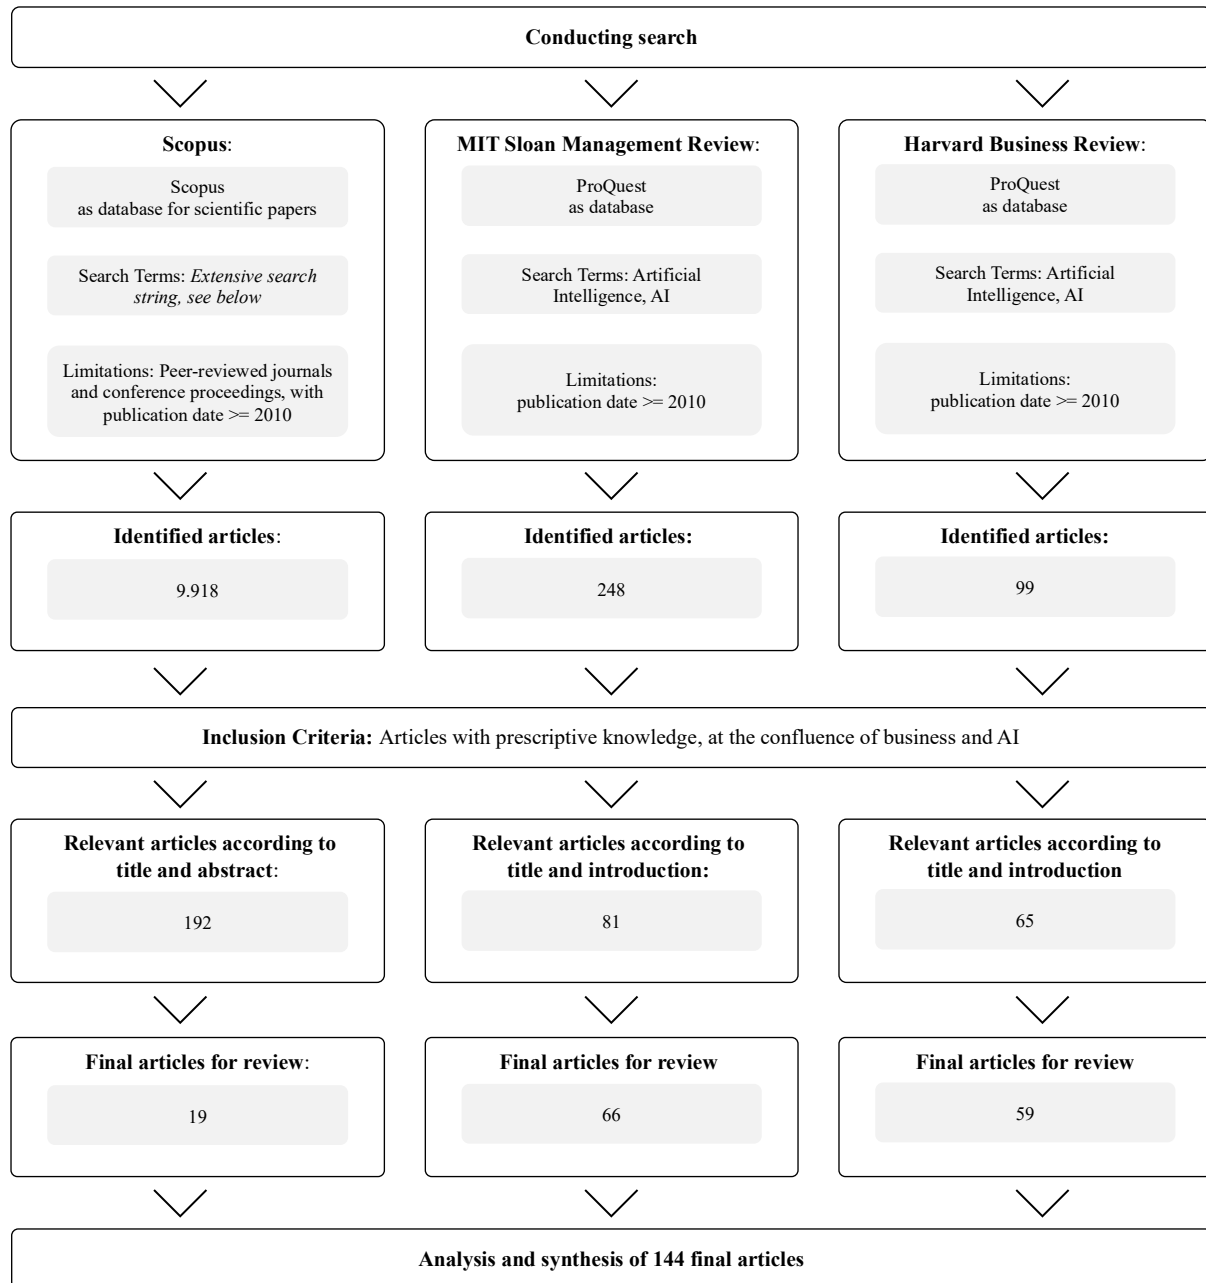 Conducting search
Scopus:
Scopus
as database for scientific papers
Search Terms: Extensive search
string, see below
Limitations: Peer-reviewed journals
and conference proceedings, with
publication date >= 2010
MIT Sloan Management Review:
ProQuest
as database
Search Terms: Artificial
Intelligence, AI
Limitations:
publication date >= 2010
Harvard Business Review:
ProQuest
as database
Search Terms: Artificial
Intelligence, AI
Limitations:
publication date >= 2010
Identified articles:
9.918
Identified articles:
248
Identified articles:
99
Inclusion Criteria: Articles with prescriptive knowledge, at the confluence of business and AI
Relevant articles according to
title and abstract:
192
Relevant articles according to
title and introduction:
81
Relevant articles according to
title and introduction
65
Final articles for review:
19
Final articles for review
66
Final articles for review
59
Analysis and synthesis of 144 final articles